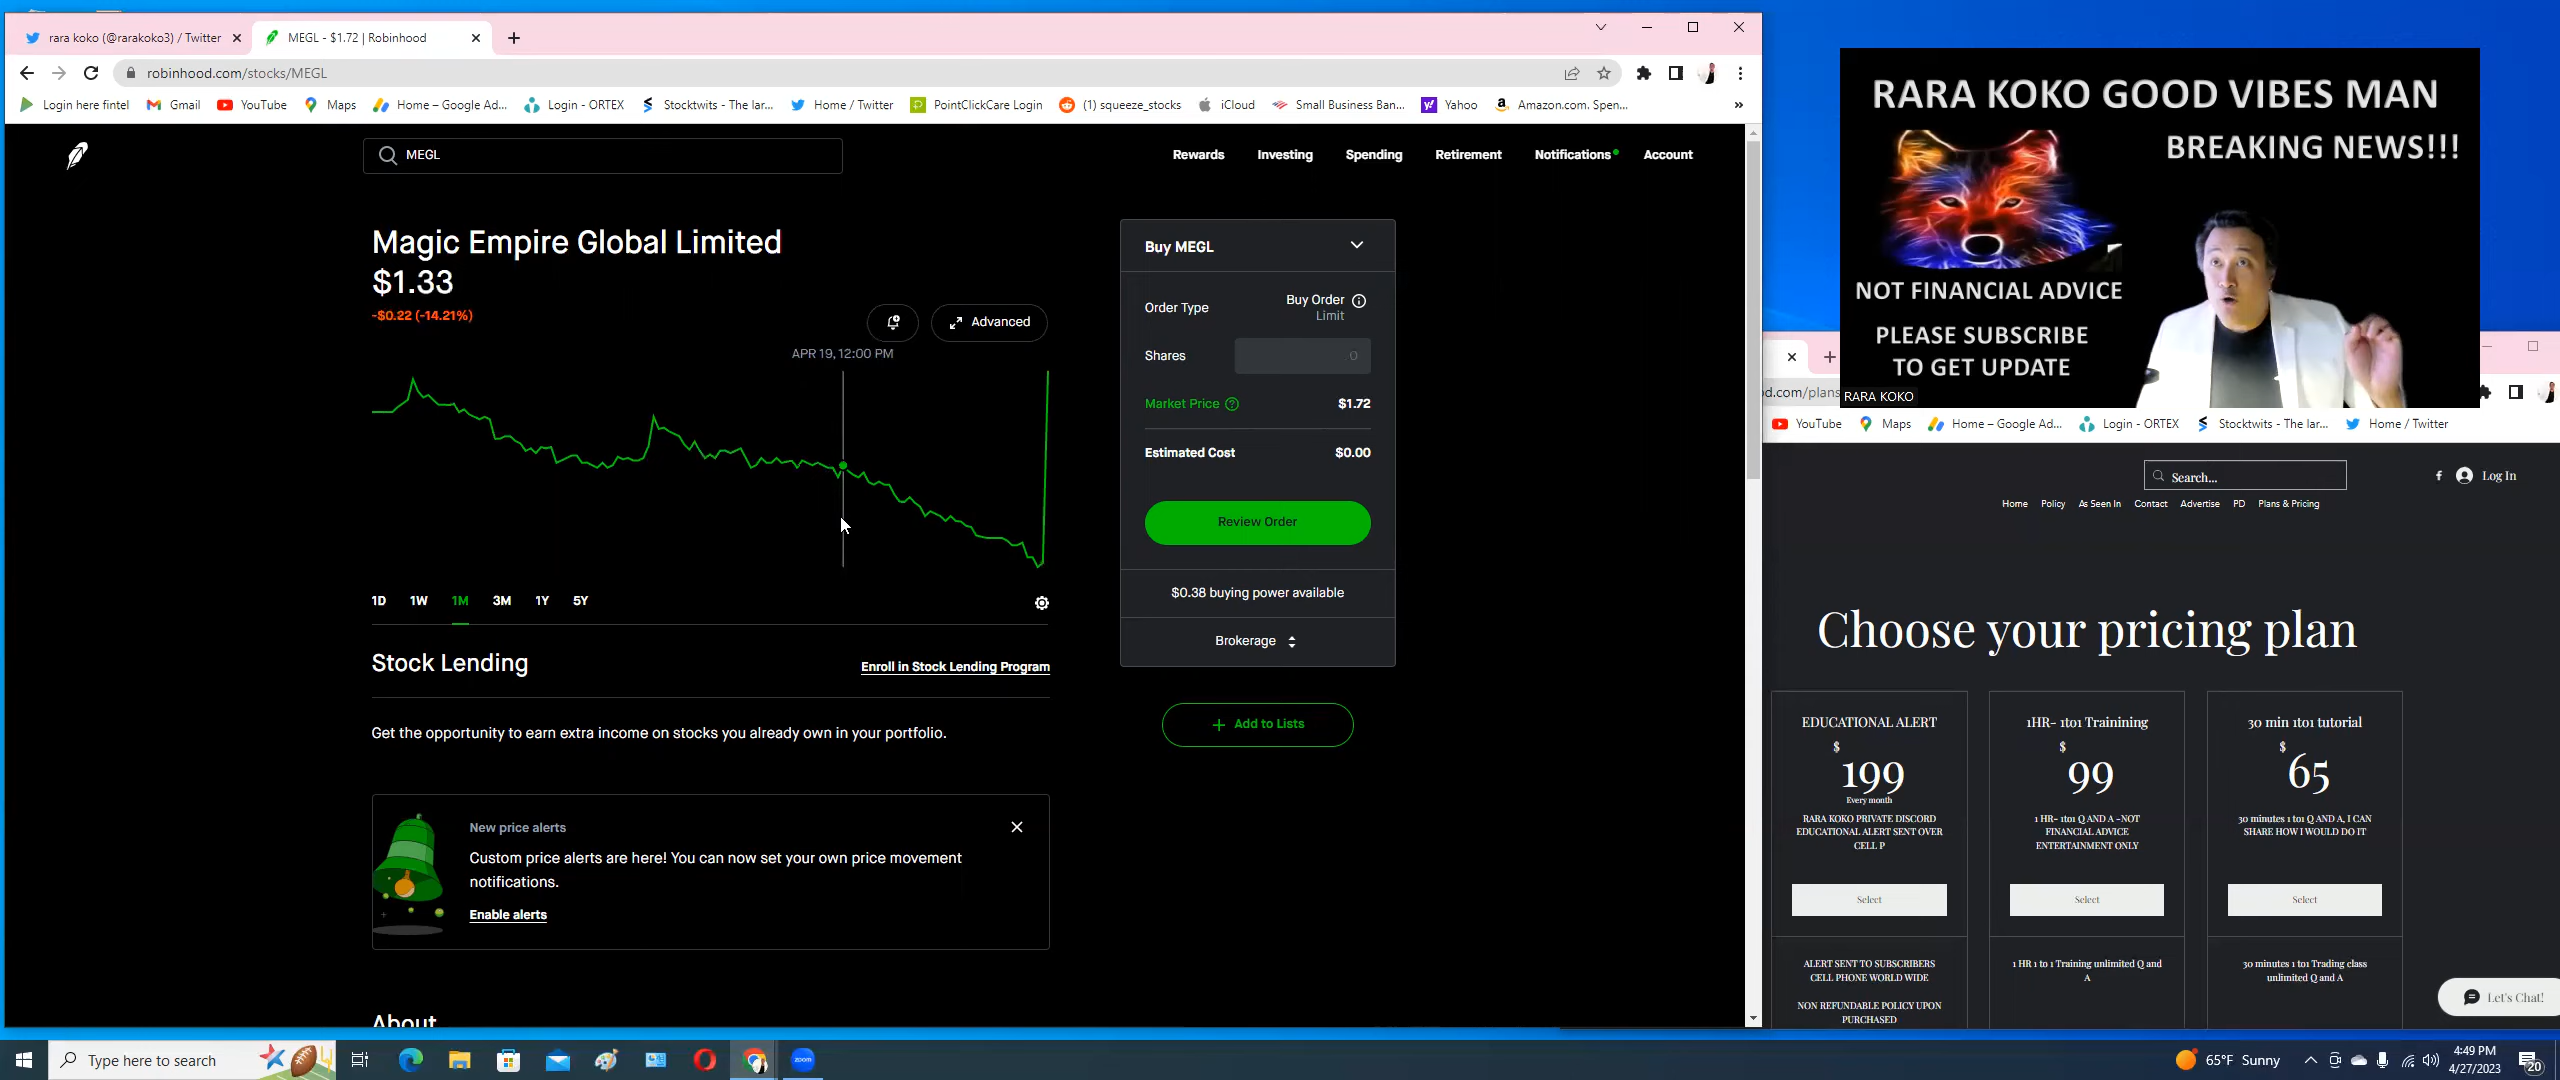 rara koko (@rarakoko3) / Twitter
MEGL - $1.72 | Robinhood
robinhood.com/stocks/MEGL
Login here fintel
Gmail
YouTube
Maps
Home – Google Ad...
Login - ORTEX
Stocktwits - The lar...
Home / Twitter
PointClickCare Login
(1) squeeze_stocks
iCloud
Small Business Ban...
Yahoo
Amazon.com. Spen...
»
MEGL
Rewards
Investing
Spending
Retirement
Notifications
Account
Magic Empire Global Limited
$1.33
-$0.22 (-14.21%)
Advanced
APR 19, 12:00 PM
1D 1W 1M 3M 1Y 5Y
Stock Lending
Enroll in Stock Lending Program
Get the opportunity to earn extra income on stocks you already own in your portfolio.
New price alerts
Custom price alerts are here! You can now set your own price movement
notifications.
Enable alerts
About
Buy MEGL
Order Type
Buy Order
Limit
Shares
0
Market Price
$1.72
Estimated Cost
$0.00
Review Order
$0.38 buying power available
Brokerage
Add to Lists
RARA KOKO GOOD VIBES MAN
BREAKING NEWS!!!
NOT FINANCIAL ADVICE
PLEASE SUBSCRIBE
TO GET UPDATE
RARA KOKO
d.com/plans
YouTube
Maps
Home – Google Ad...
Login - ORTEX
Stocktwits - The lar...
Home / Twitter
Search...
Log In
Home
Policy
As Seen In
Contact
Advertise
PD
Plans & Pricing
Choose your pricing plan
EDUCATIONAL ALERT
$
199
Every month
RARA KOKO PRIVATE DISCORD
EDUCATIONAL ALERT SENT OVER
CELL P
Select
ALERT SENT TO SUBSCRIBERS
CELL PHONE WORLD WIDE
NON REFUNDABLE POLICY UPON
PURCHASED
1HR- 1to1 Trainining
$
99
1 HR- 1to1 Q AND A -NOT
FINANCIAL ADVICE
ENTERTAINMENT ONLY
Select
1 HR 1 to 1 Training unlimited Q and
A
30 min 1to1 tutorial
$
65
30 minutes 1 to1 Q AND A, I CAN
SHARE HOW I WOULD DO IT
Select
30 minutes 1 to1 Trading class
unlimited Q and A
Let's Chat!
Type here to search
zoom
65°F Sunny
4:49 PM
4/27/2023
20